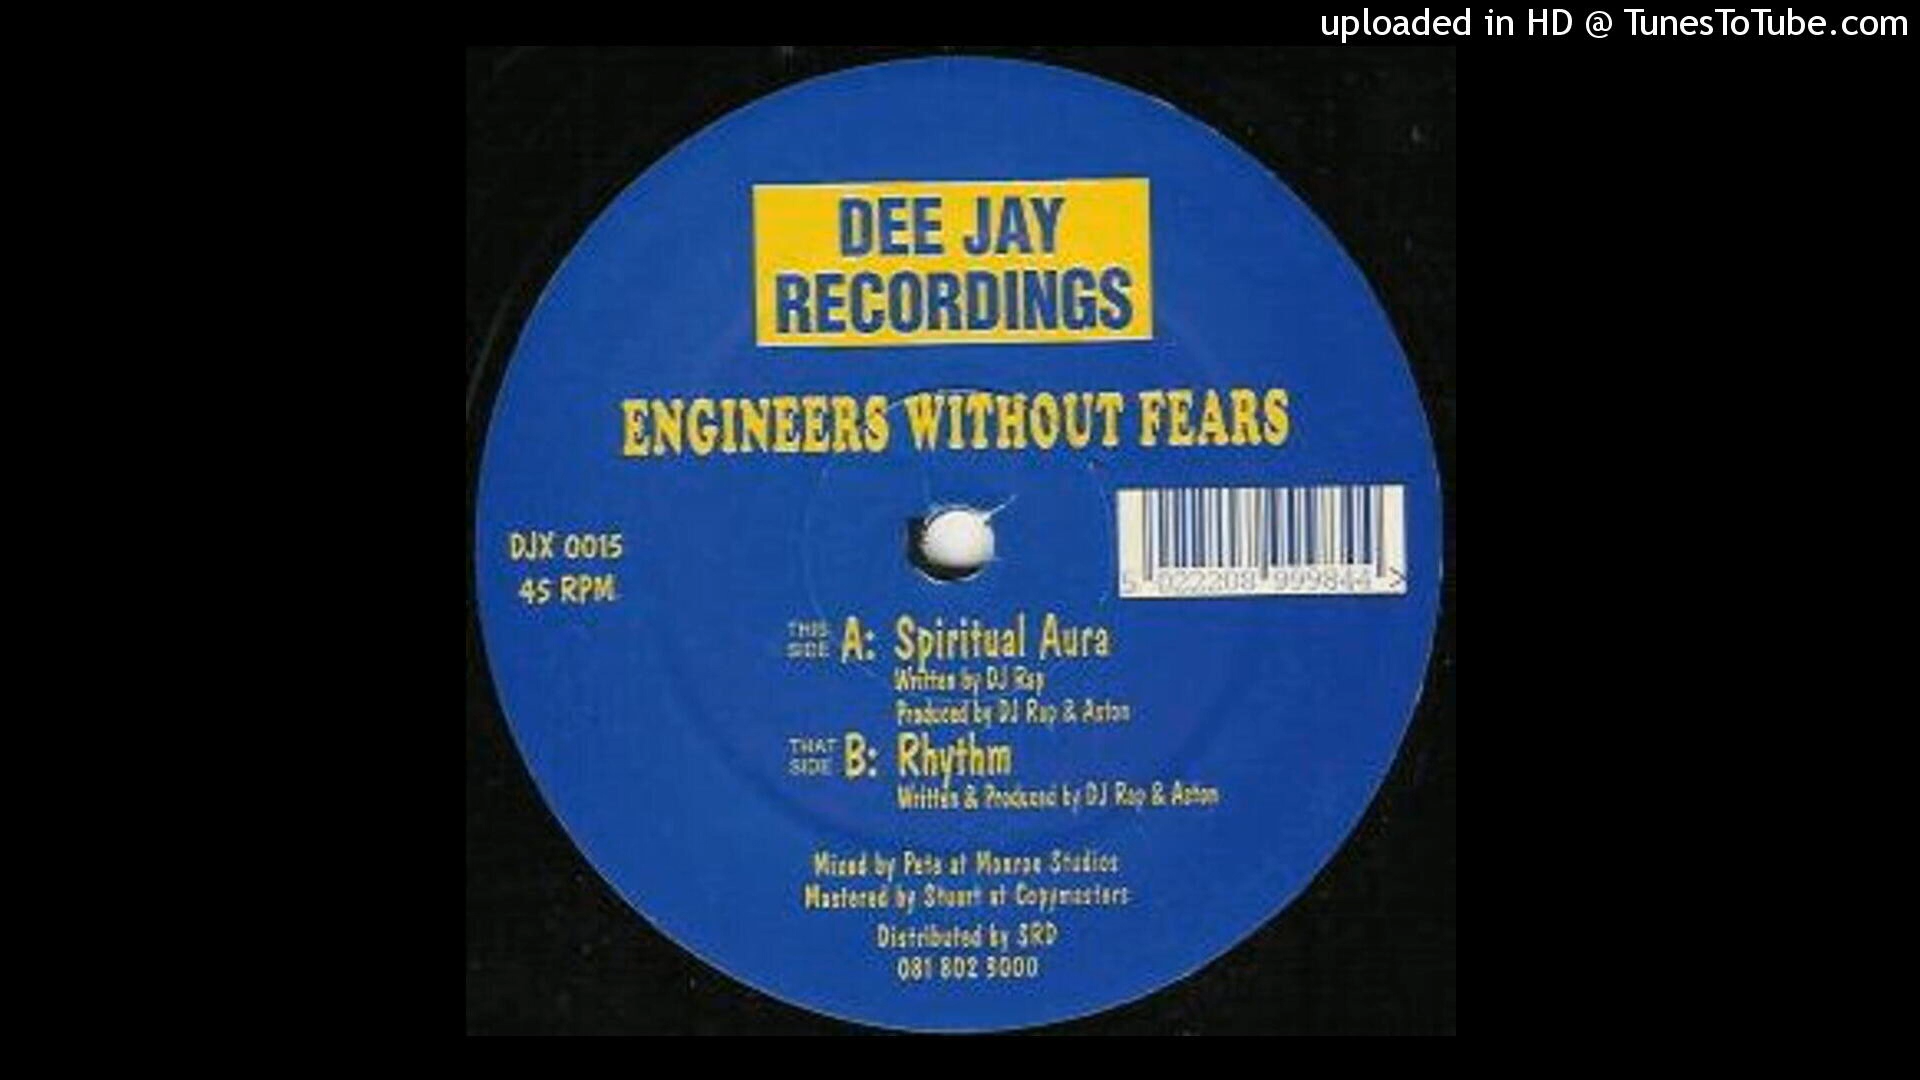 uploaded in HD @ TunesToTube.com
DEE JAY
RECORDINGS
ENGINEERS WITHOUT FEARS
DJX 0015
45 RPM
5 022208 999844 >
THIS SIDE A: Spiritual Aura
Written by DJ Rap
Produced by DJ Rap & Aston
THAT SIDE B: Rhythm
Written & Produced by DJ Rap & Aston
Mixed by Pete at Monroe Studios
Mastered by Stuart at Copymasters
Distributed by SRD
081 802 3000